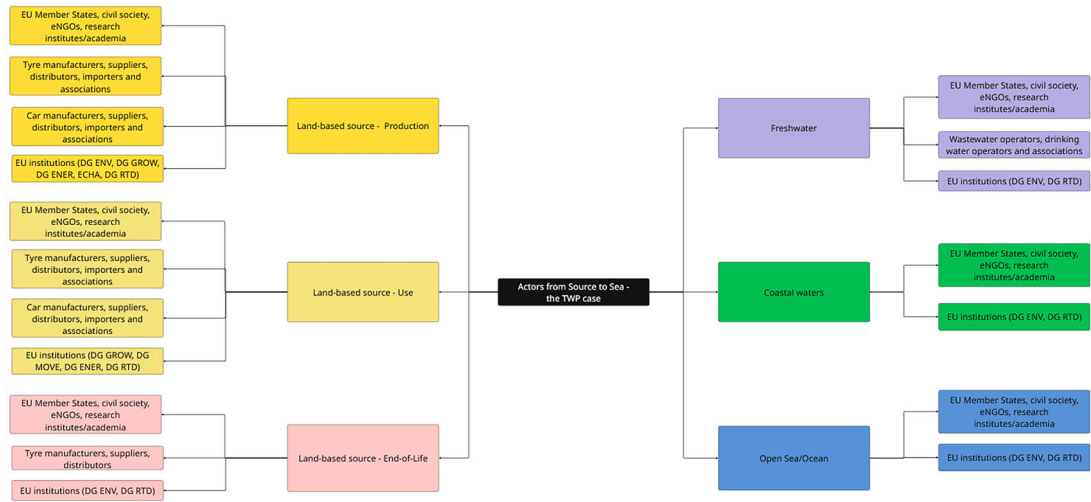 EU Member States, civil society,
eNGOs, research
institutes/academia
Tyre manufacturers, suppliers,
distributors, importers and
associations
Car manufacturers, suppliers,
distributors, importers and
associations
EU institutions (DG ENV, DG GROW,
DG ENER, ECHA, DG RTD)
Land-based source -  Production
EU Member States, civil society,
eNGOs, research
institutes/academia
Tyre manufacturers, suppliers,
distributors, importers and
associations
Car manufacturers, suppliers,
distributors, importers and
associations
EU institutions (DG GROW, DG
MOVE, DG ENER, DG RTD)
Land-based source - Use
EU Member States, civil society,
eNGOs, research
institutes/academia
Tyre manufacturers, suppliers,
distributors
EU institutions (DG ENV, DG RTD)
Land-based source - End-of-Life
Actors from Source to Sea -
the TWP case
Freshwater
EU Member States, civil society,
eNGOs, research
institutes/academia
Wastewater operators, drinking
water operators and associations
EU institutions (DG ENV, DG RTD)
Coastal waters
EU Member States, civil society,
eNGOs, research
institutes/academia
EU institutions (DG ENV, DG RTD)
Open Sea/Ocean
EU Member States, civil society,
eNGOs, research
institutes/academia
EU institutions (DG ENV, DG RTD)